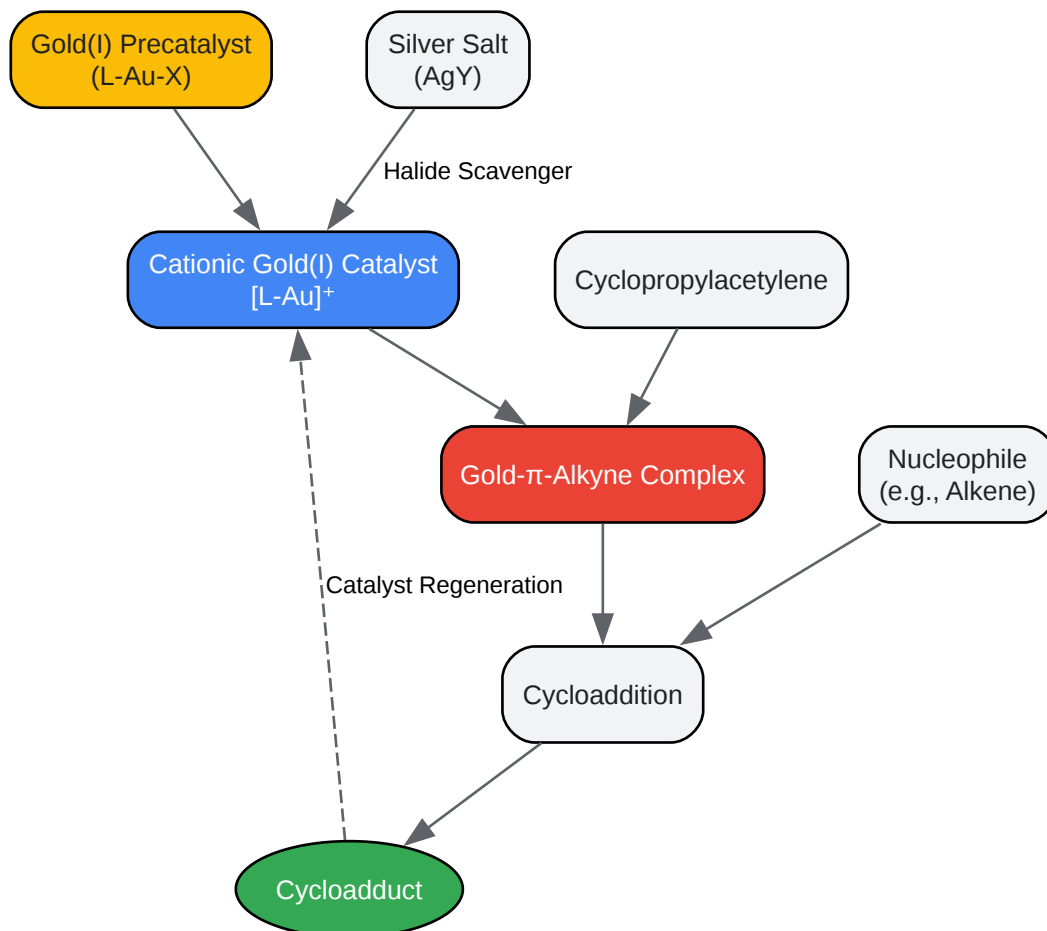 Gold(I) Precatalyst
(L-Au-X)
Silver Salt
(AgY)
Halide Scavenger
Cationic Gold(I) Catalyst
[L-Au]⁺
Cyclopropylacetylene
Gold-π-Alkyne Complex
Nucleophile
(e.g., Alkene)
Catalyst Regeneration
Cycloaddition
Cycloadduct